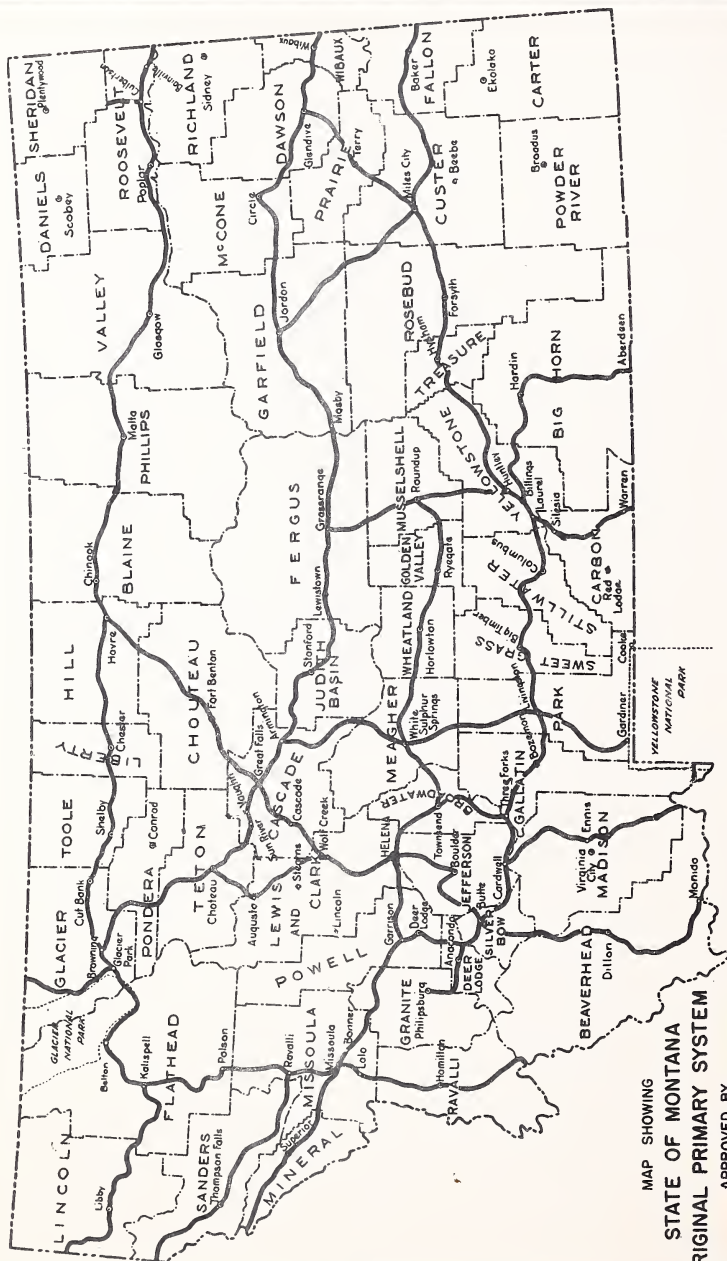 LINCOLN
Libby
GLACIER
NATIONAL
PARK
Belton
Kalispell
FLATHEAD
Polson
SANDERS
Thompson Falls
Ravalli
MISSOULA
Superior
MINERAL
Missoula
Bonner
Lolo
Hamilton
RAVALLI
GRANITE
Philipsburg
POWELL
Garrison
Deer
Lodge
Anaconda
DEER
LODGE
Butte
SILVER
BOW
GLACIER
Cut Bank
Browning
Glacier
Park
PONDERA
Conrad
TOOLE
Shelby
LIBERTY
Chester
HILL
Havre
TETON
Choteau
Augusta
LEWIS
AND
CLARK
Stearns
Lincoln
Wolf Creek
Sun
River
Vaughn
Great Falls
CASCADE
Cascade
Armington
CHOUTEAU
Fort Benton
Chinook
BLAINE
Malta
PHILLIPS
VALLEY
Glasgow
DANIELS
Scobey
SHERIDAN
Plentywood
ROOSEVELT
Culbertson
Bainville
Poplar
RICHLAND
Sidney
McCONE
Circle
DAWSON
Glendive
Wibaux
WIBAUX
PRAIRIE
Terry
GARFIELD
Jordon
Mosby
FERGUS
Grassrange
Lewistown
Stanford
JUDITH
BASIN
MEAGHER
White
Sulphur
Springs
WHEATLAND
Harlowton
GOLDEN
VALLEY
Ryegate
MUSSELSHELL
Roundup
ROSEBUD
Forsyth
TREASURE
Hysham
CUSTER
Miles City
Beebe
FALLON
Baker
CARTER
Ekalaka
POWDER
RIVER
Broadus
BIG
HORN
Hardin
Aberdeen
YELLOWSTONE
Huntley
Billings
Laurel
Silesia
Warren
CARBON
Red
Lodge
STILLWATER
Columbus
SWEET
GRASS
Big Timber
PARK
Livingston
Cooke
Gardiner
YELLOWSTONE
NATIONAL
PARK
GALLATIN
Bozeman
Three Forks
BROADWATER
Townsend
HELENA
JEFFERSON
Boulder
Cardwell
MADISON
Virginia
City
Ennis
BEAVERHEAD
Dillon
Monida
MAP SHOWING
STATE OF MONTANA
RIGINAL PRIMARY SYSTEM
APPROVED BY